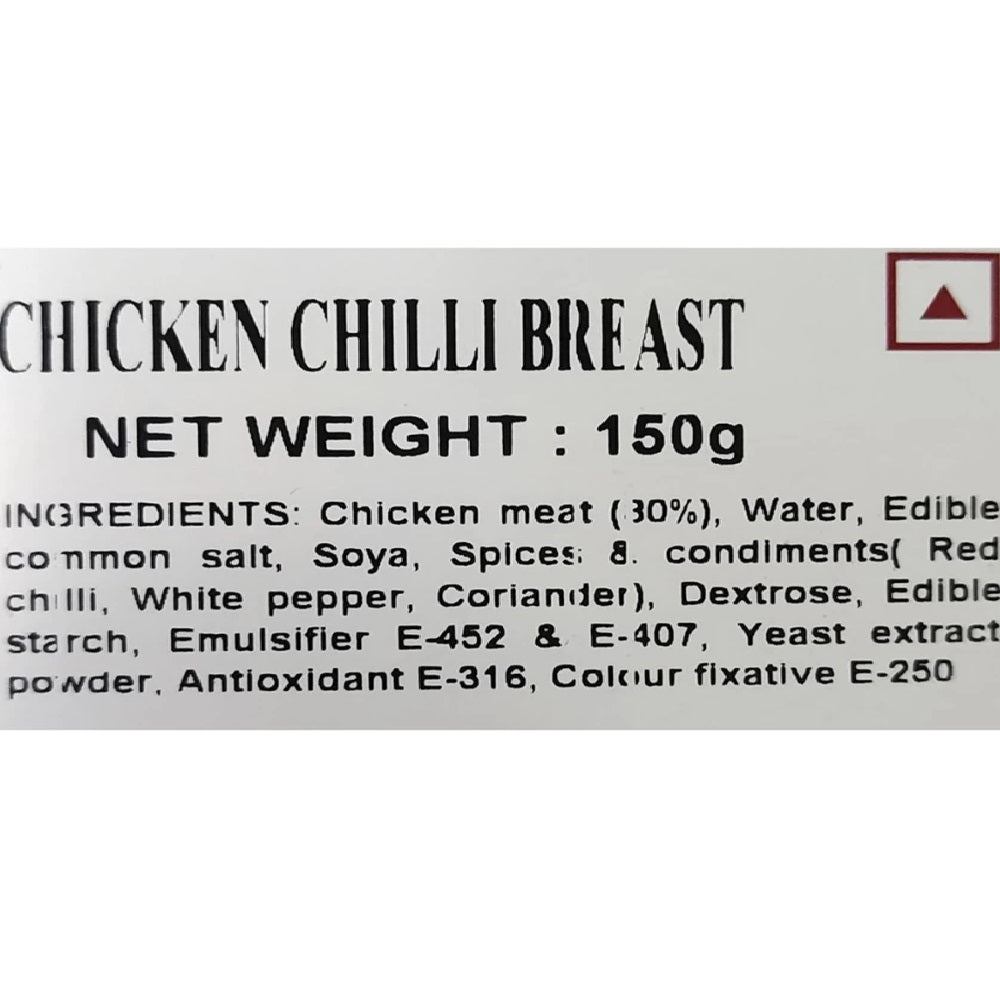 CHICKEN CHILLI BREAST
NET WEIGHT : 150g
INGREDIENTS: Chicken meat (80%), Water, Edible
common salt, Soya, Spices & condiments( Red
chilli, White pepper, Coriander), Dextrose, Edible
starch, Emulsifier E-452 & E-407, Yeast extract
powder, Antioxidant E-316, Colour fixative E-250